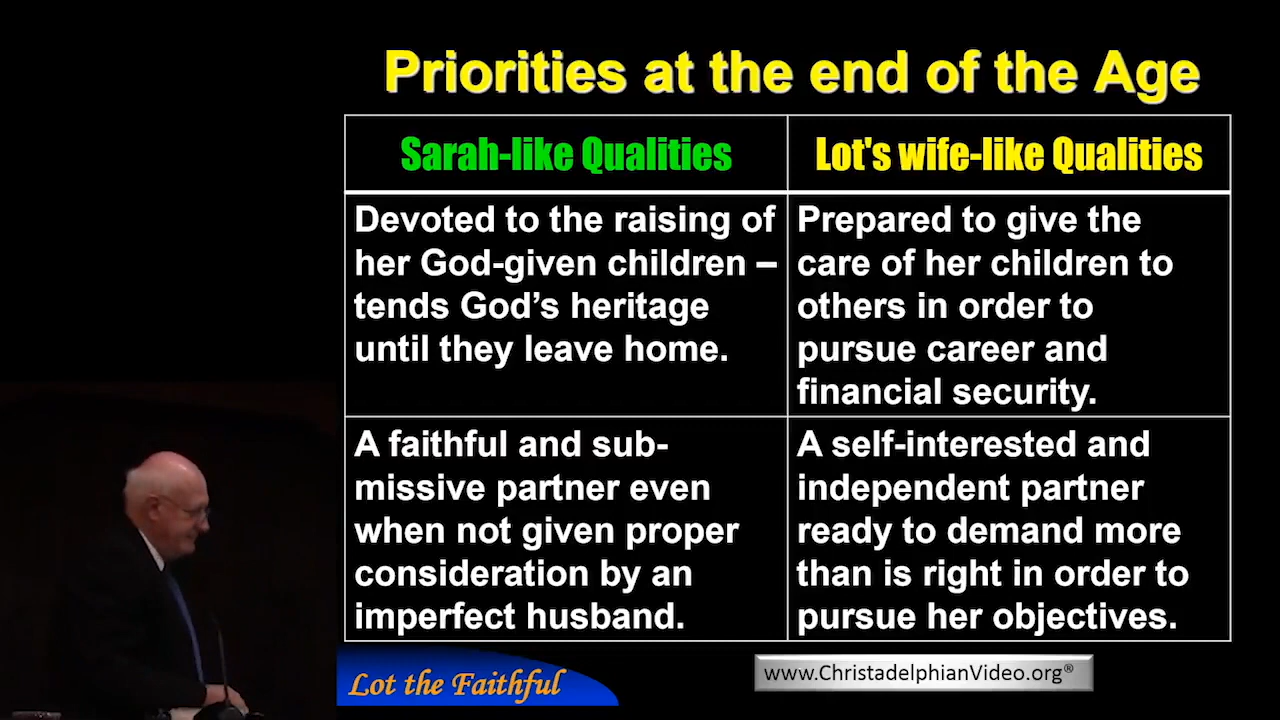 Priorities at the end of the Age
Sarah-like Qualities
Lot's wife-like Qualities
Devoted to the raising of
her God-given children –
tends God's heritage
until they leave home.
Prepared to give the
care of her children to
others in order to
pursue career and
financial security.
A faithful and sub-
missive partner even
when not given proper
consideration by an
imperfect husband.
A self-interested and
independent partner
ready to demand more
than is right in order to
pursue her objectives.
Lot the Faithful
www.ChristadelphianVideo.org®